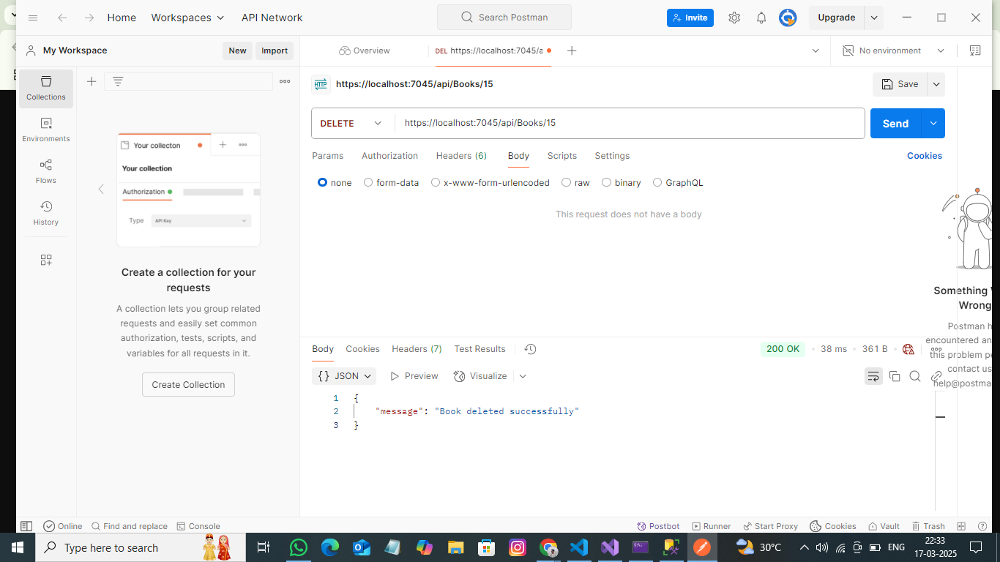 Home
Workspaces
API Network
Search Postman
Invite
Upgrade
My Workspace
New
Import
Overview
DEL https://localhost:7045/a
No environment
Collections
Environments
Flows
History
Your collecton
Your collection
Authorization
Type
API Key
Create a collection for your
requests
A collection lets you group related
requests and easily set common
authorization, tests, scripts, and
variables for all requests in it.
Create Collection
HTTP
https://localhost:7045/api/Books/15
Save
DELETE
https://localhost:7045/api/Books/15
Send
Params
Authorization
Headers (6)
Body
Scripts
Settings
Cookies
none
form-data
x-www-form-urlencoded
raw
binary
GraphQL
This request does not have a body
Something
Wrong
Postman h
encountered an
this problem pe
contact us
help@postma
Body
Cookies
Headers (7)
Test Results
200 OK
38 ms
361 B
{} JSON
Preview
Visualize
1 {
2 "message": "Book deleted successfully"
3 }
Online
Find and replace
Console
Postbot
Runner
Start Proxy
Cookies
Vault
Trash
Type here to search
30°C
ENG
22:33
17-03-2025